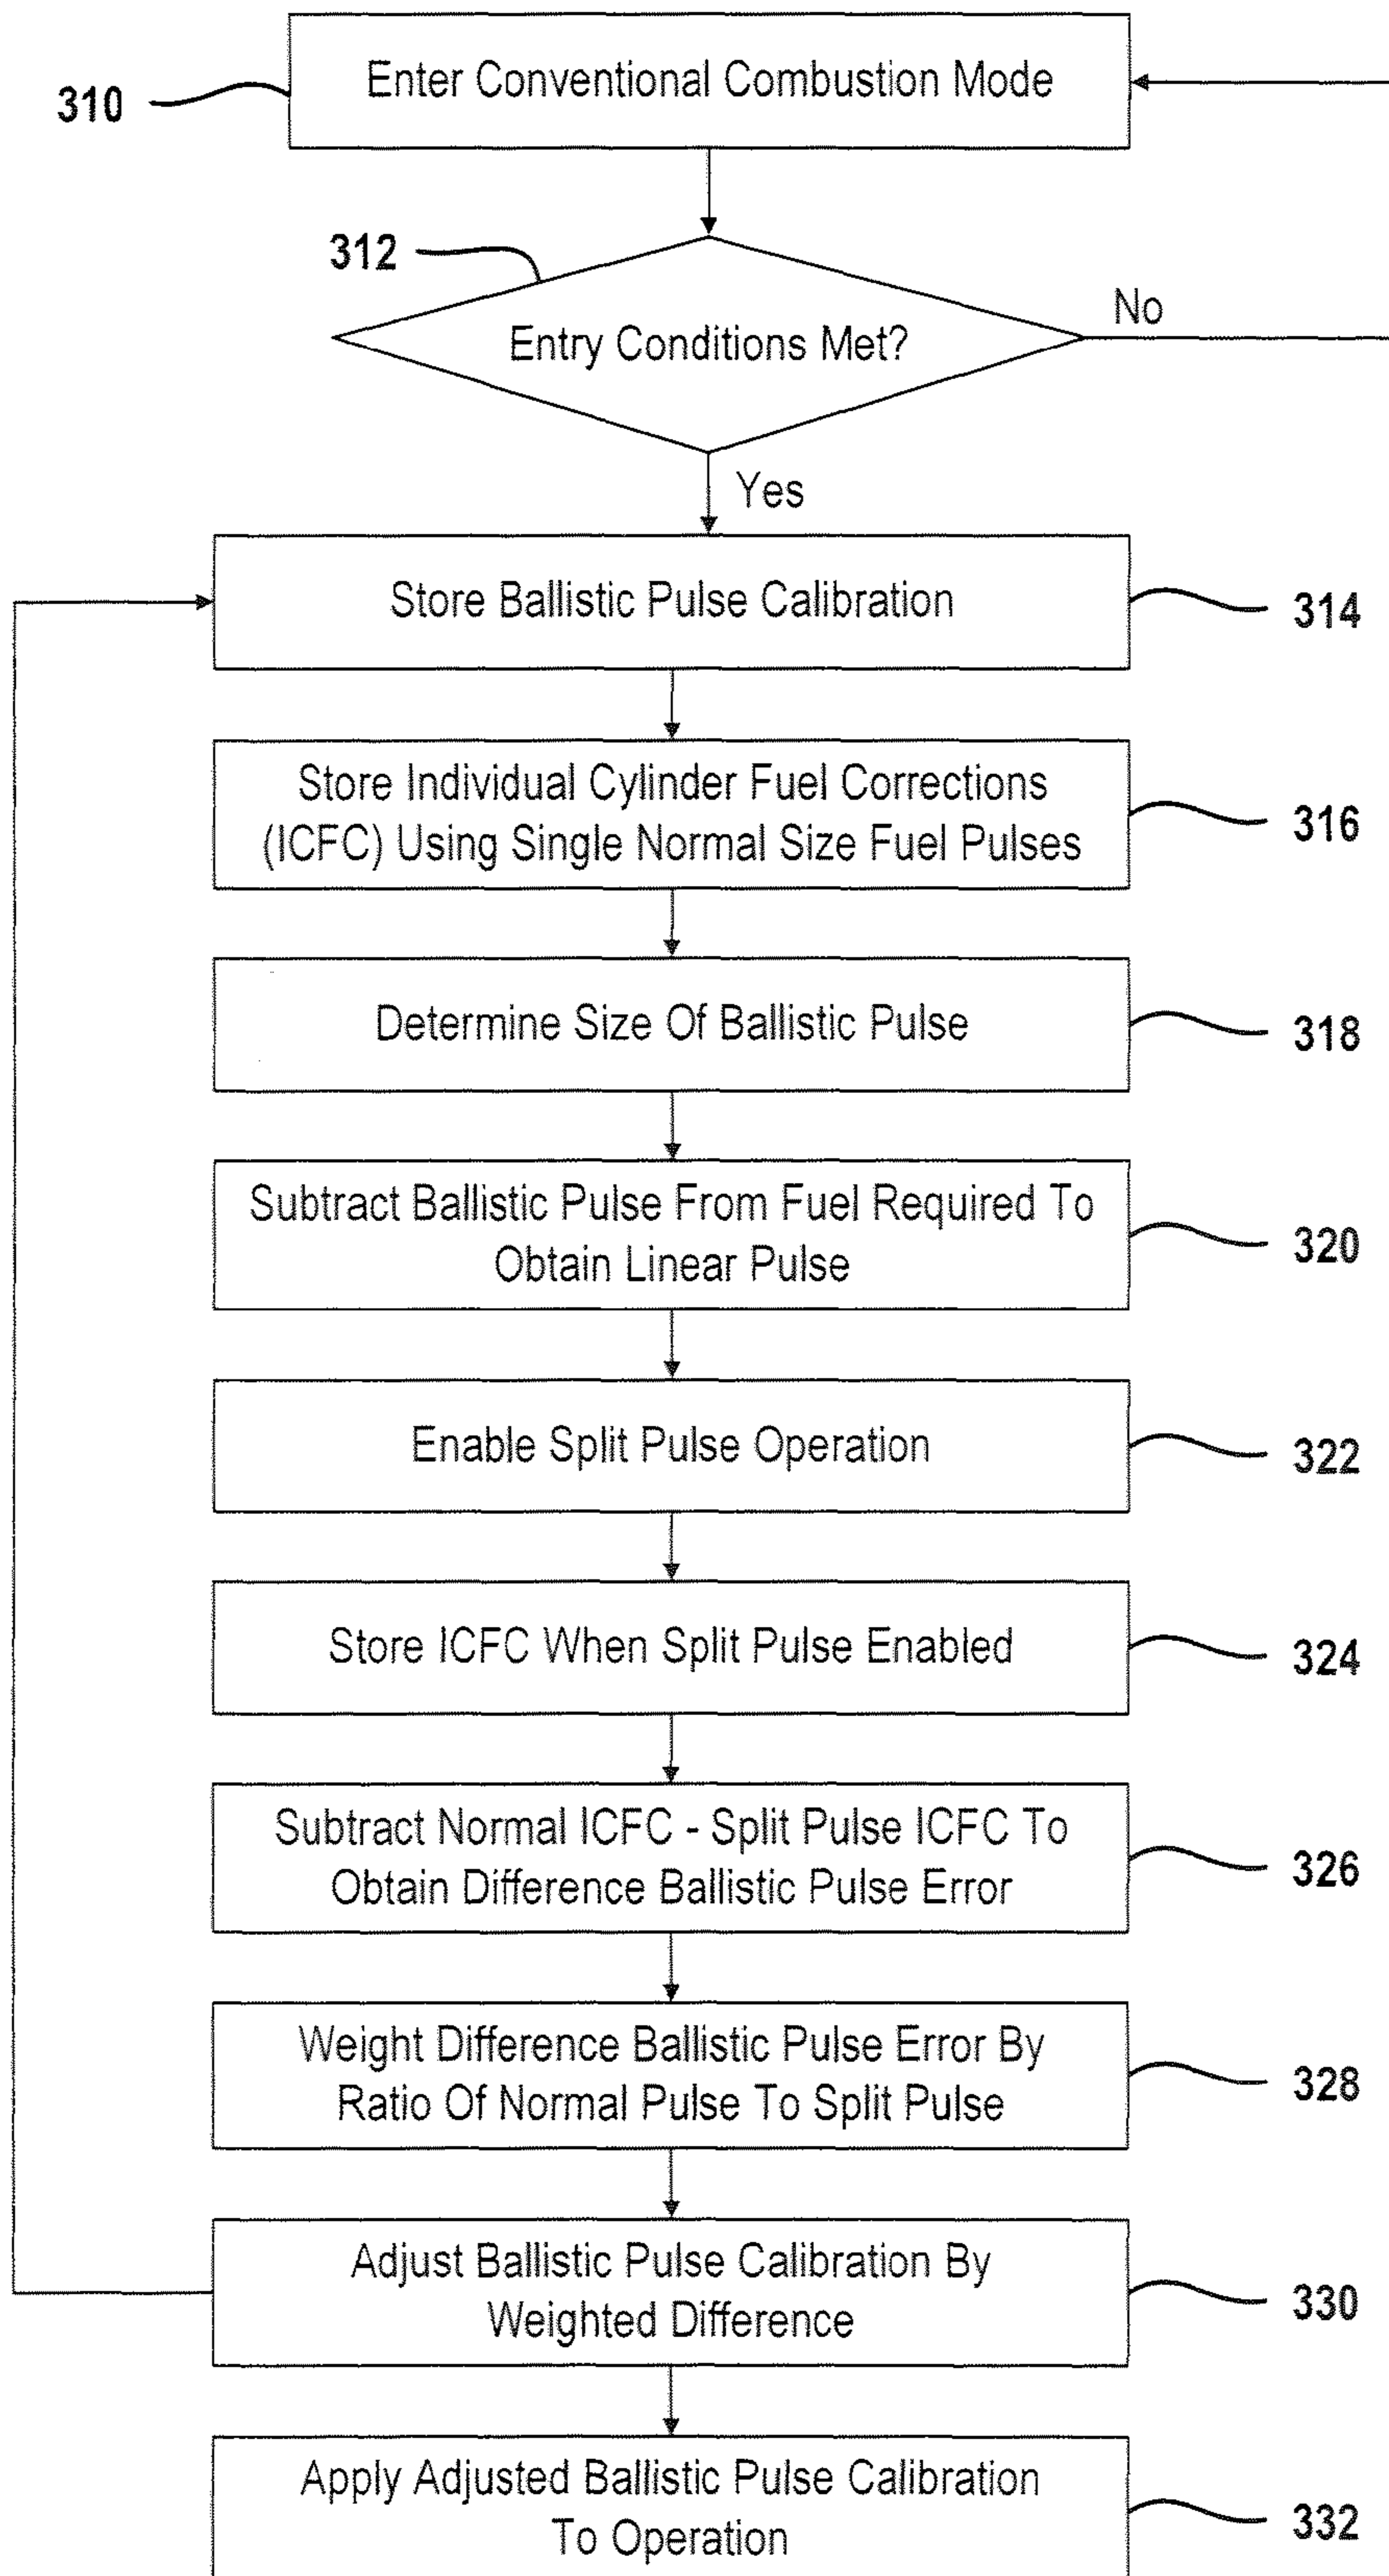 310
Enter Conventional Combustion Mode
312
Entry Conditions Met?
No
Yes
Store Ballistic Pulse Calibration
314
Store Individual Cylinder Fuel Corrections
(ICFC) Using Single Normal Size Fuel Pulses
316
Determine Size Of Ballistic Pulse
318
Subtract Ballistic Pulse From Fuel Required To
Obtain Linear Pulse
320
Enable Split Pulse Operation
322
Store ICFC When Split Pulse Enabled
324
Subtract Normal ICFC - Split Pulse ICFC To
Obtain Difference Ballistic Pulse Error
326
Weight Difference Ballistic Pulse Error By
Ratio Of Normal Pulse To Split Pulse
328
Adjust Ballistic Pulse Calibration By
Weighted Difference
330
Apply Adjusted Ballistic Pulse Calibration
To Operation
332